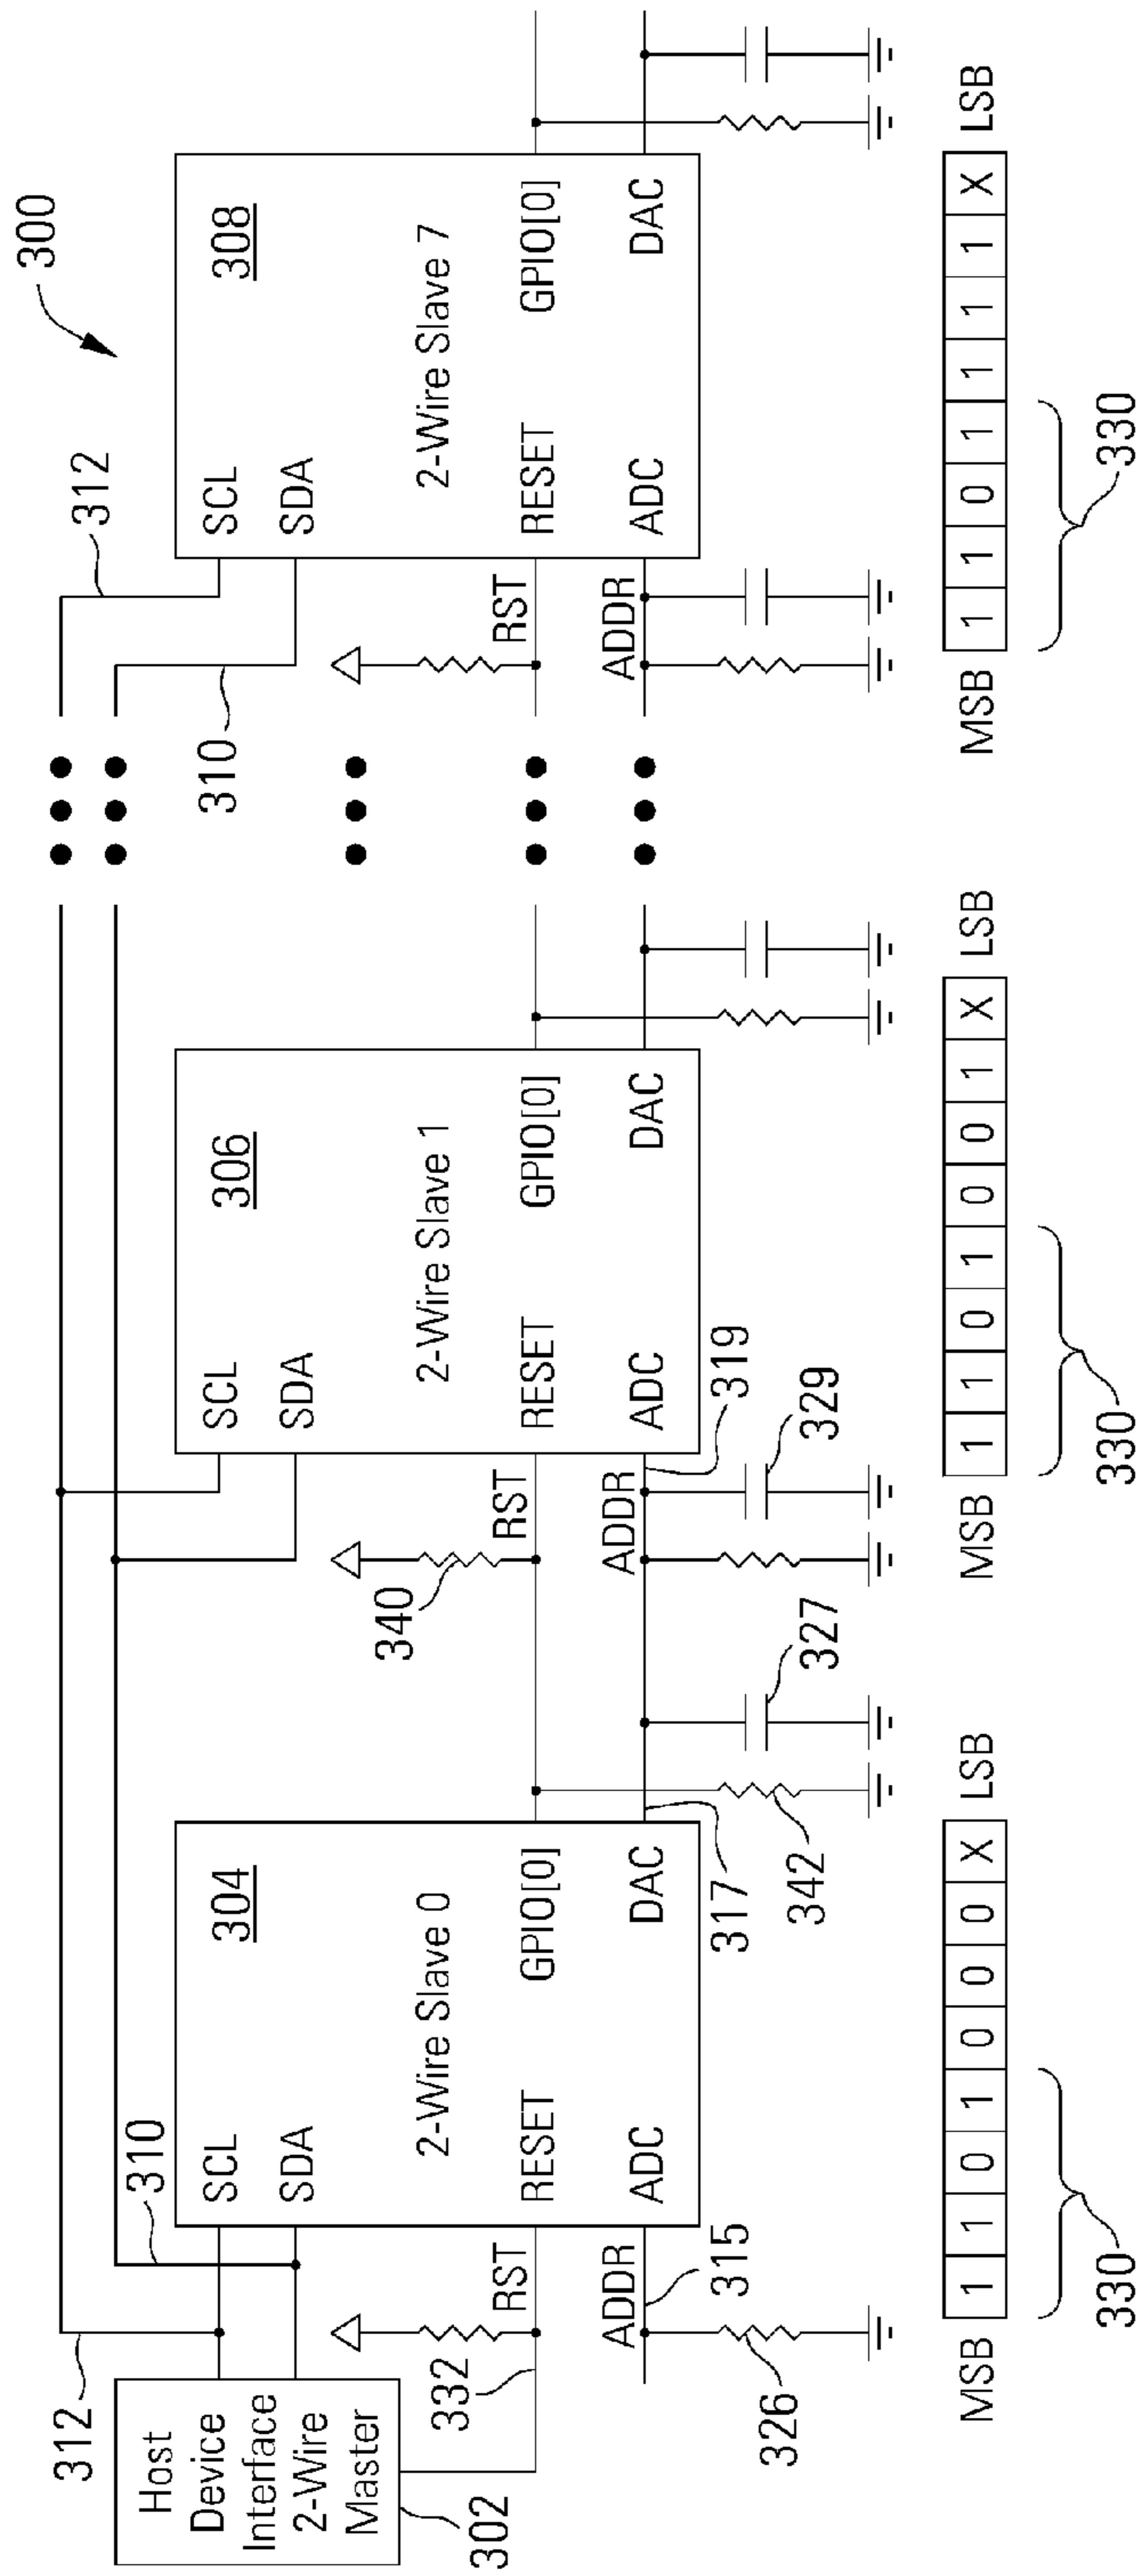 300
312
310
312
310
Host
Device
Interface
2-Wire
Master
302
SCL
SDA
304
2-Wire Slave 0
RESET
GPIO[0]
ADC
DAC
RST
332
ADDR
315
326
317
342
327
SCL
SDA
306
2-Wire Slave 1
RESET
GPIO[0]
ADC
DAC
340
RST
ADDR
319
329
SCL
SDA
308
2-Wire Slave 7
RESET
GPIO[0]
ADC
DAC
RST
ADDR
MSB 1 1 0 1 0 0 0 X LSB
330
MSB 1 1 0 1 0 0 1 X LSB
330
MSB 1 1 0 1 1 1 1 X LSB
330